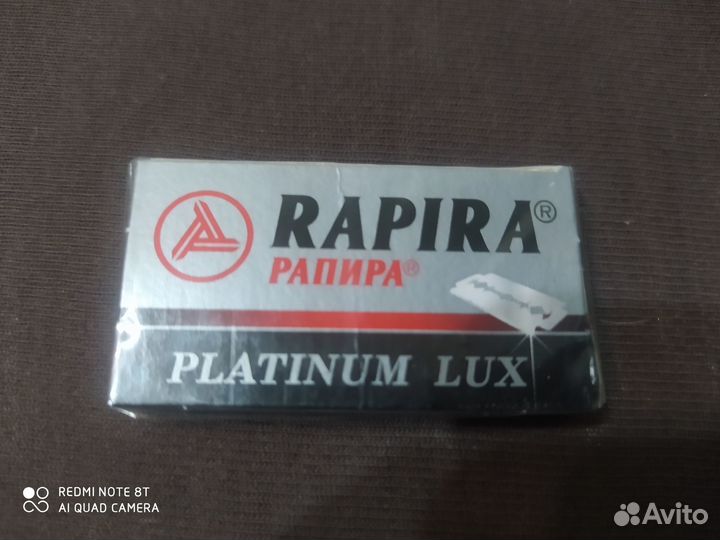 RAPIRA®
РАПИРА®
PLATINUM LUX
REDMI NOTE 8T
AI QUAD CAMERA
Avito